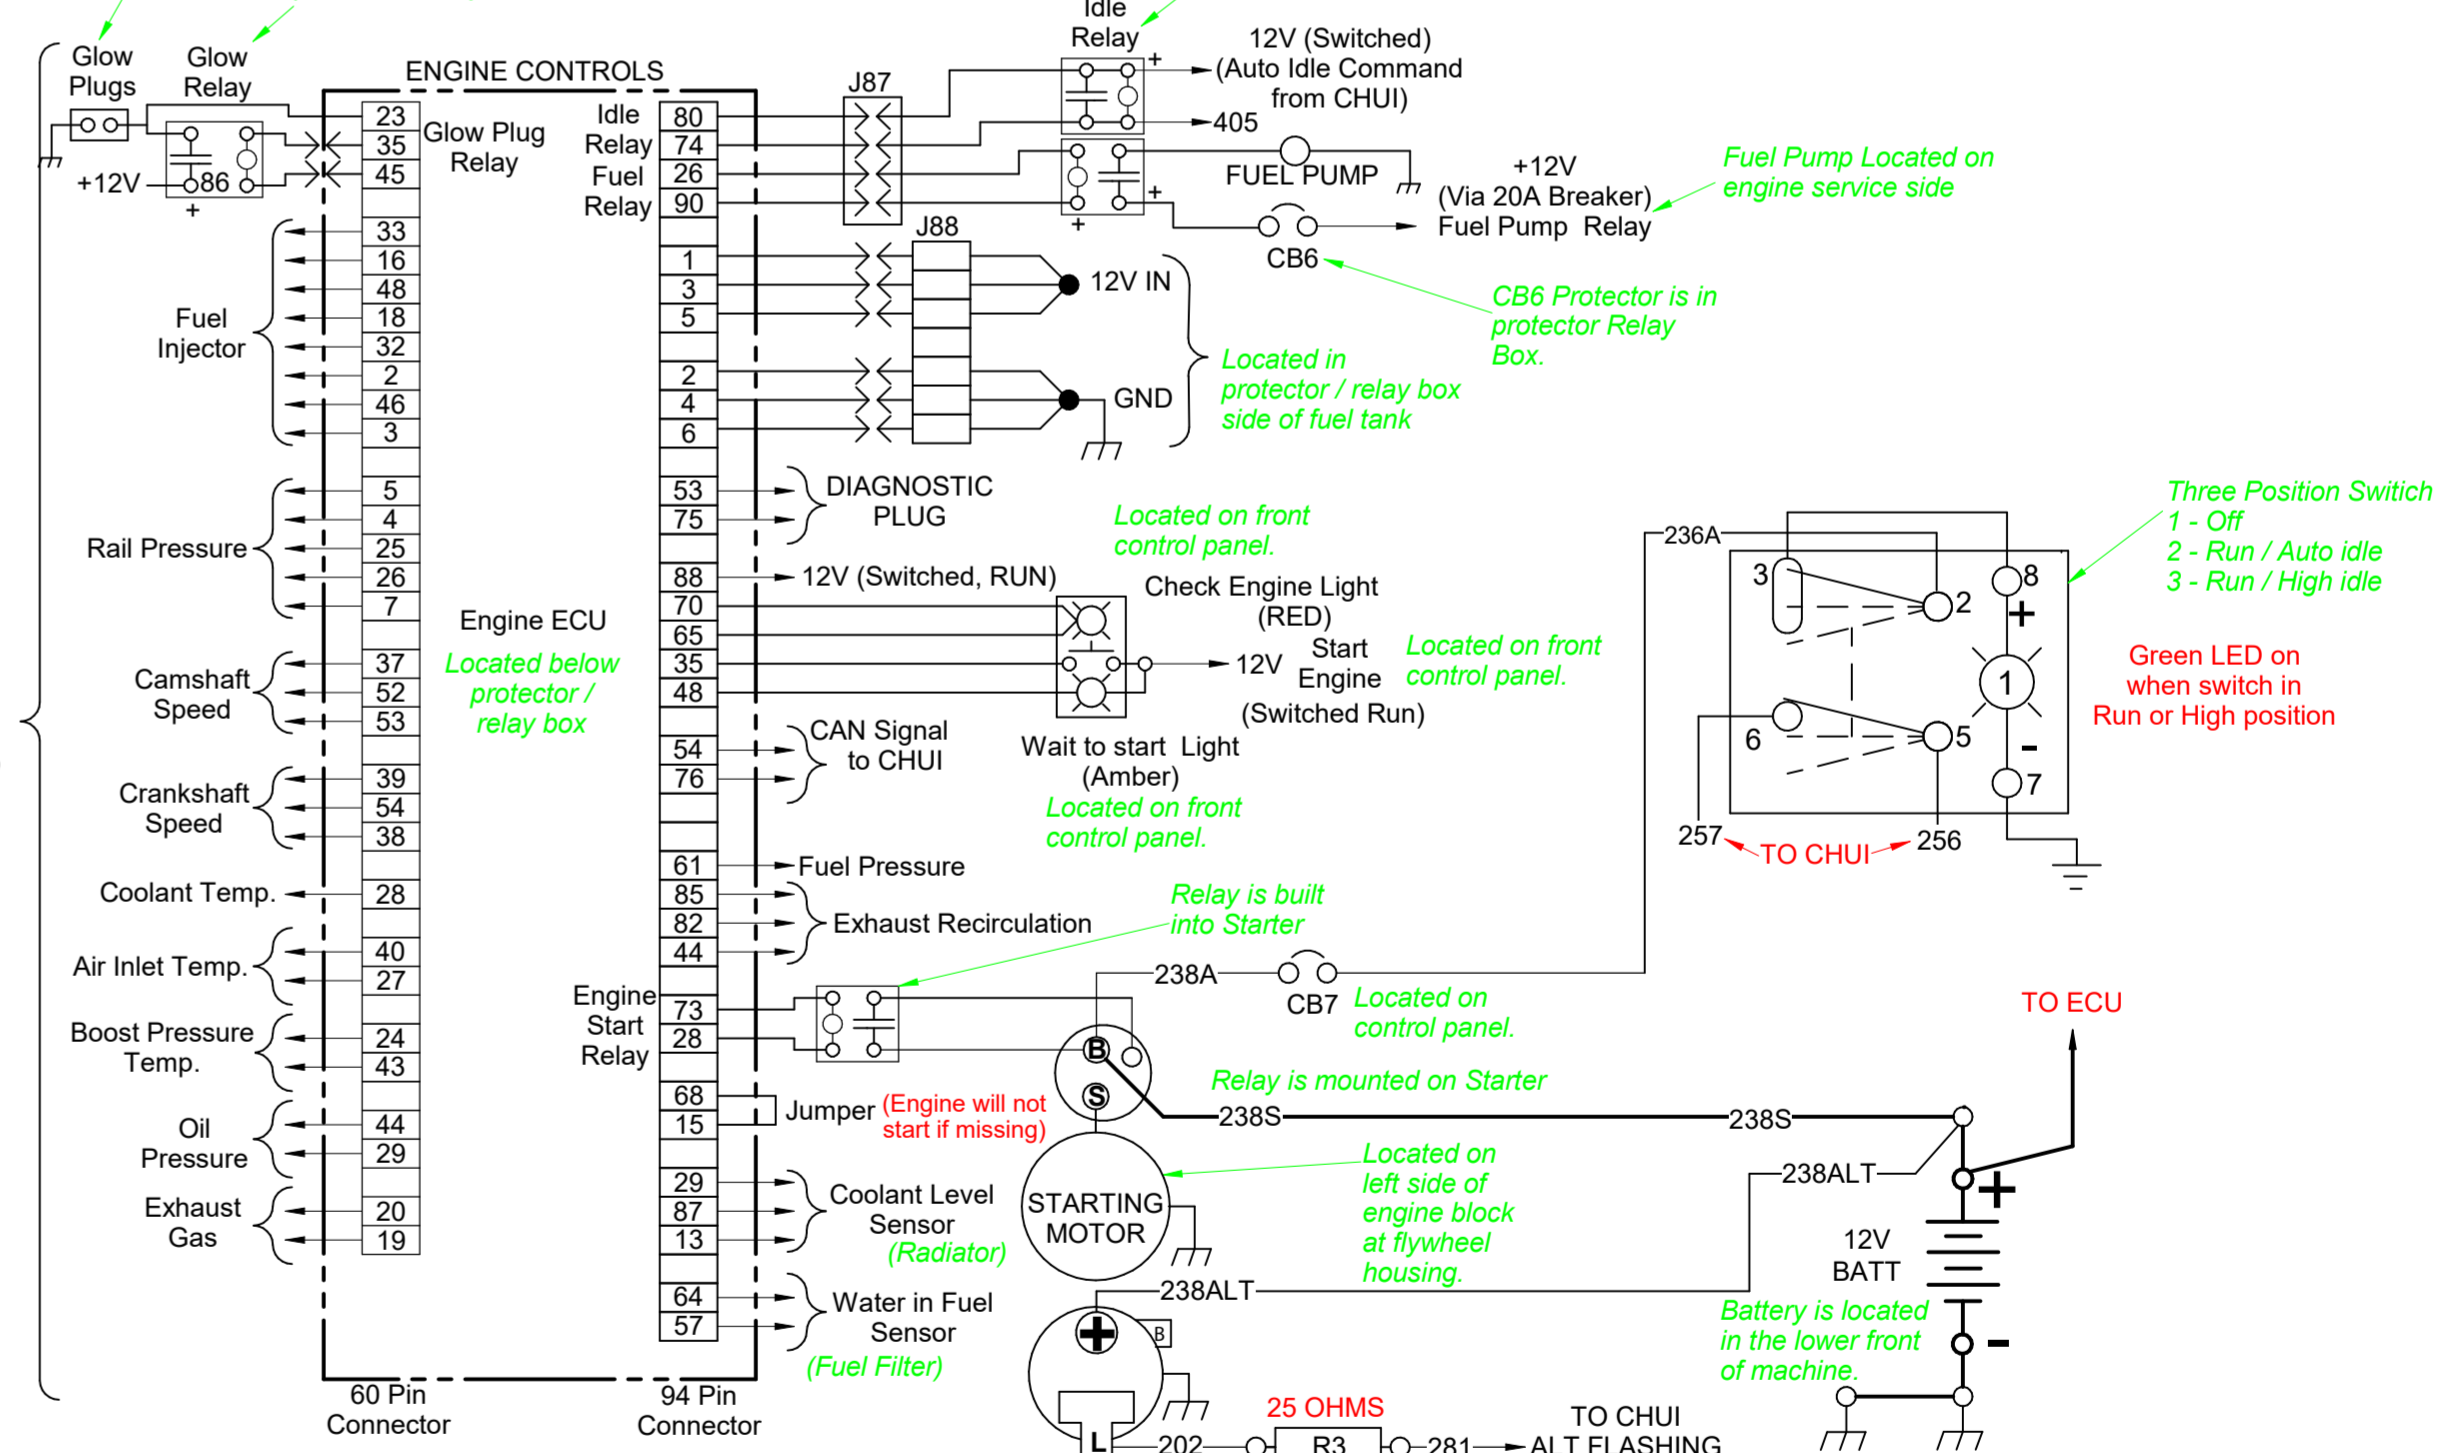 Glow
Plugs
Glow
Relay
ENGINE CONTROLS
+12V
86
+
23
35
45
Glow Plug
Relay
33
16
48
18
32
2
46
3
Fuel
Injector
5
4
25
26
7
Rail Pressure
Engine ECU
Located below
protector /
relay box
37
52
53
Camshaft
Speed
39
54
38
Crankshaft
Speed
Coolant Temp.
28
40
27
Air Inlet Temp.
24
43
Boost Pressure
Temp.
44
29
Oil
Pressure
20
19
Exhaust
Gas
60 Pin
Connector
Idle
Relay
Fuel
Relay
80
74
26
90
J87
Idle
Relay
+
12V (Switched)
(Auto Idle Command
from CHUI)
405
FUEL PUMP
+
+
+12V
(Via 20A Breaker)
Fuel Pump Relay
Fuel Pump Located on
engine service side
CB6
CB6 Protector is in
protector Relay
Box.
J88
1
3
5
2
4
6
12V IN
GND
Located in
protector / relay box
side of fuel tank
53
75
DIAGNOSTIC
PLUG
Located on front
control panel.
88
12V (Switched, RUN)
70
65
35
48
Check Engine Light
(RED)
12V
Start
Engine
(Switched Run)
Located on front
control panel.
Wait to start Light
(Amber)
Located on front
control panel.
54
76
CAN Signal
to CHUI
61
Fuel Pressure
85
82
44
Exhaust Recirculation
Relay is built
into Starter
Engine
Start
Relay
73
28
68
15
Jumper
(Engine will not
start if missing)
29
87
13
Coolant Level
Sensor
(Radiator)
64
57
Water in Fuel
Sensor
(Fuel Filter)
94 Pin
Connector
236A
3
2
8
+
1
6
5
-
7
257
TO CHUI
256
Three Position Switich
1 - Off
2 - Run / Auto idle
3 - Run / High idle
Green LED on
when switch in
Run or High position
238A
CB7
Located on
control panel.
B
S
Relay is mounted on Starter
238S
238S
TO ECU
STARTING
MOTOR
Located on
left side of
engine block
at flywheel
housing.
238ALT
238ALT
+
12V
BATT
-
Battery is located
in the lower front
of machine.
+
B
L
202
25 OHMS
R3
281
TO CHUI
ALT FLASHING